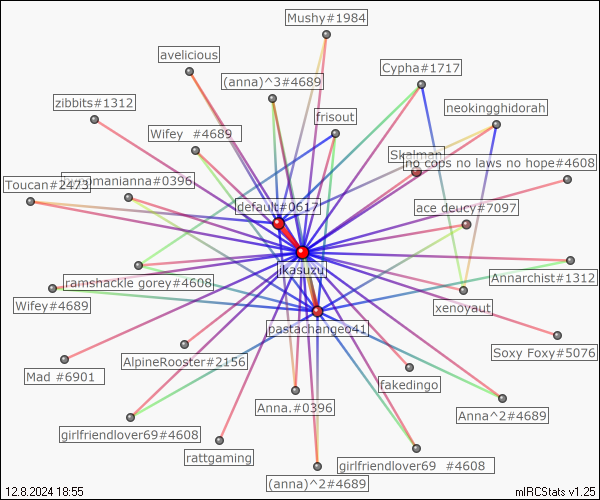 Mushy#1984
avelicious
Cypha#1717
(anna)^3#4689
zibbits#1312
neokingghidorah
frisout
Wifey  #4689
Skalman
no cops no laws no hope#4608
Toucan#2473
manianna#0396
default#0617
ace deucy#7097
ikasuzu
ramshackle gorey#4608
Annarchist#1312
Wifey#4689
xenoyaut
pastachangeo41
Soxy Foxy#5076
AlpineRooster#2156
Mad #6901
fakedingo
Anna.#0396
Anna^2#4689
girlfriendlover69#4608
rattgaming
girlfriendlover69  #4608
(anna)^2#4689
12.8.2024 18:55
mIRCStats v1.25